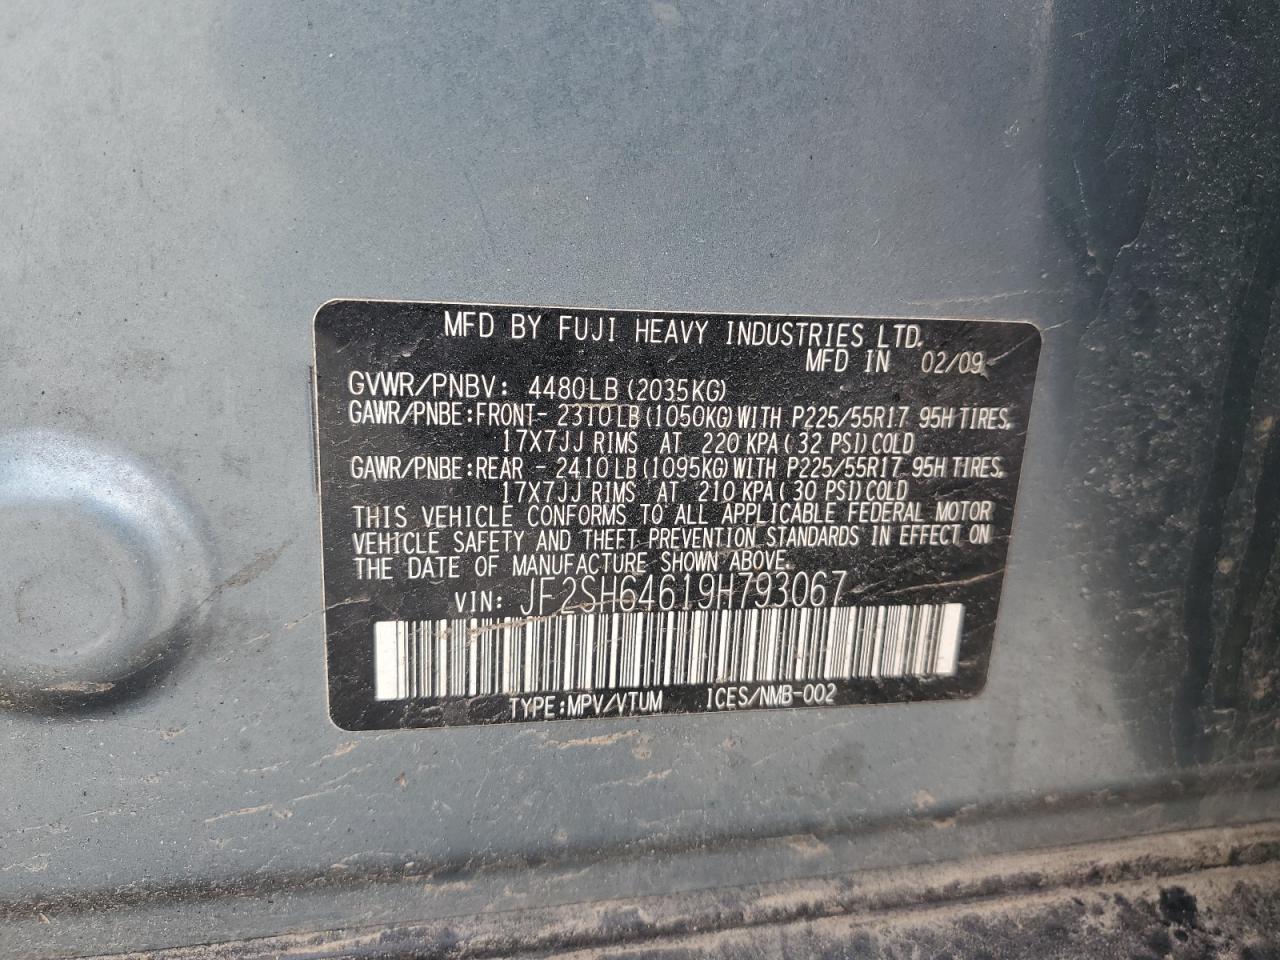 MFD BY FUJI HEAVY INDUSTRIES LTD.
MFD IN 02/09
GVWR/PNBV: 4480LB (2035KG)
GAWR/PNBE:FRONT- 2310LB(1050KG)WITH P225/55R17 95H TIRES,
17X7JJ RIMS AT 220 KPA( 32 PSI)COLD
GAWR/PNBE:REAR - 2410LB(1095KG)WITH P225/55R17 95H TIRES,
17X7JJ RIMS AT 210 KPA( 30 PSI)COLD
THIS VEHICLE CONFORMS TO ALL APPLICABLE FEDERAL MOTOR
VEHICLE SAFETY AND THEFT PREVENTION STANDARDS IN EFFECT ON
THE DATE OF MANUFACTURE SHOWN ABOVE.
VIN: JF2SH64619H793067
TYPE:MPV/VTUM ICES/NMB-002